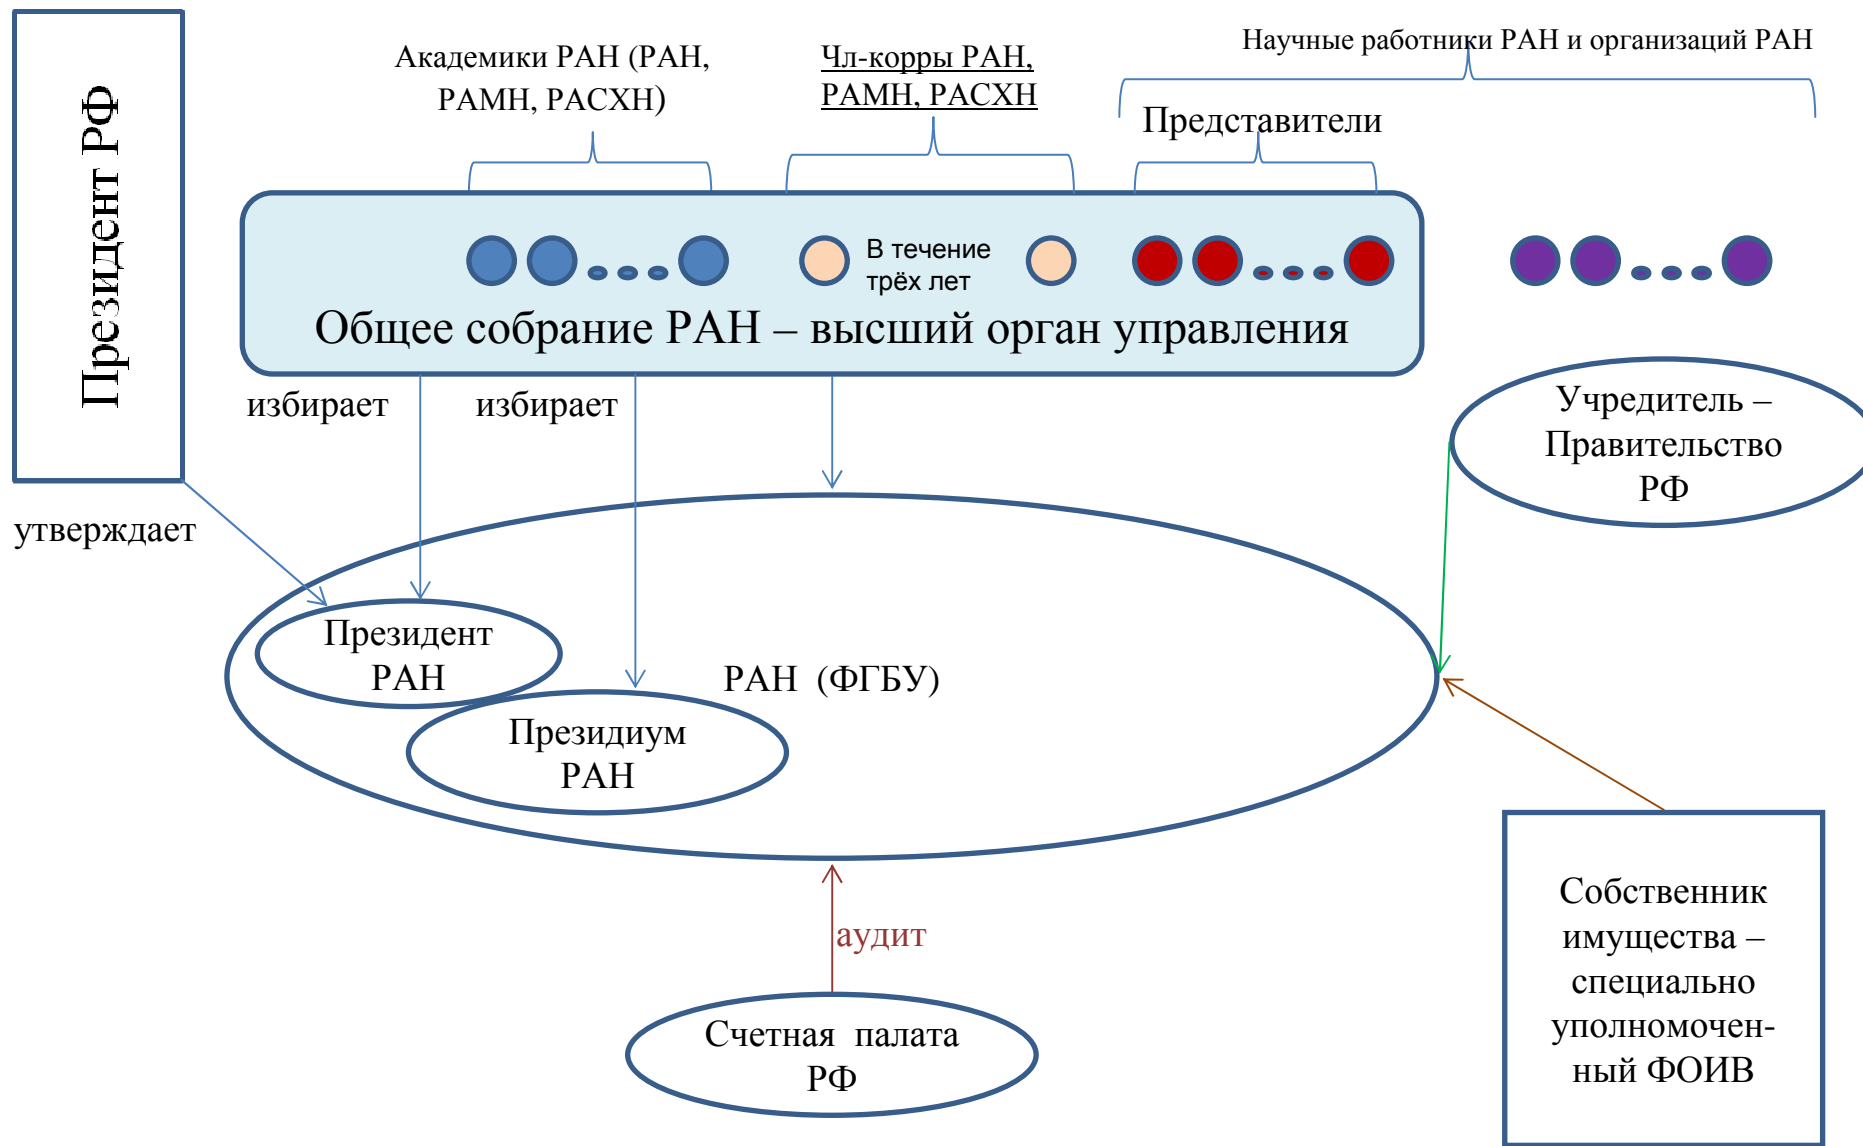 Президент РФ
Академики РАН (РАН,
РАМН, РАСХН)
Чл-корры РАН,
РАМН, РАСХН
Научные работники РАН и организаций РАН
Представители
В течение
трёх лет
Общее собрание РАН – высший орган управления
избирает
избирает
Учредитель –
Правительство
РФ
утверждает
Президент
РАН
РАН (ФГБУ)
Президиум
РАН
аудит
Счетная палата
РФ
Собственник
имущества –
специально
уполномочен-
ный ФОИВ